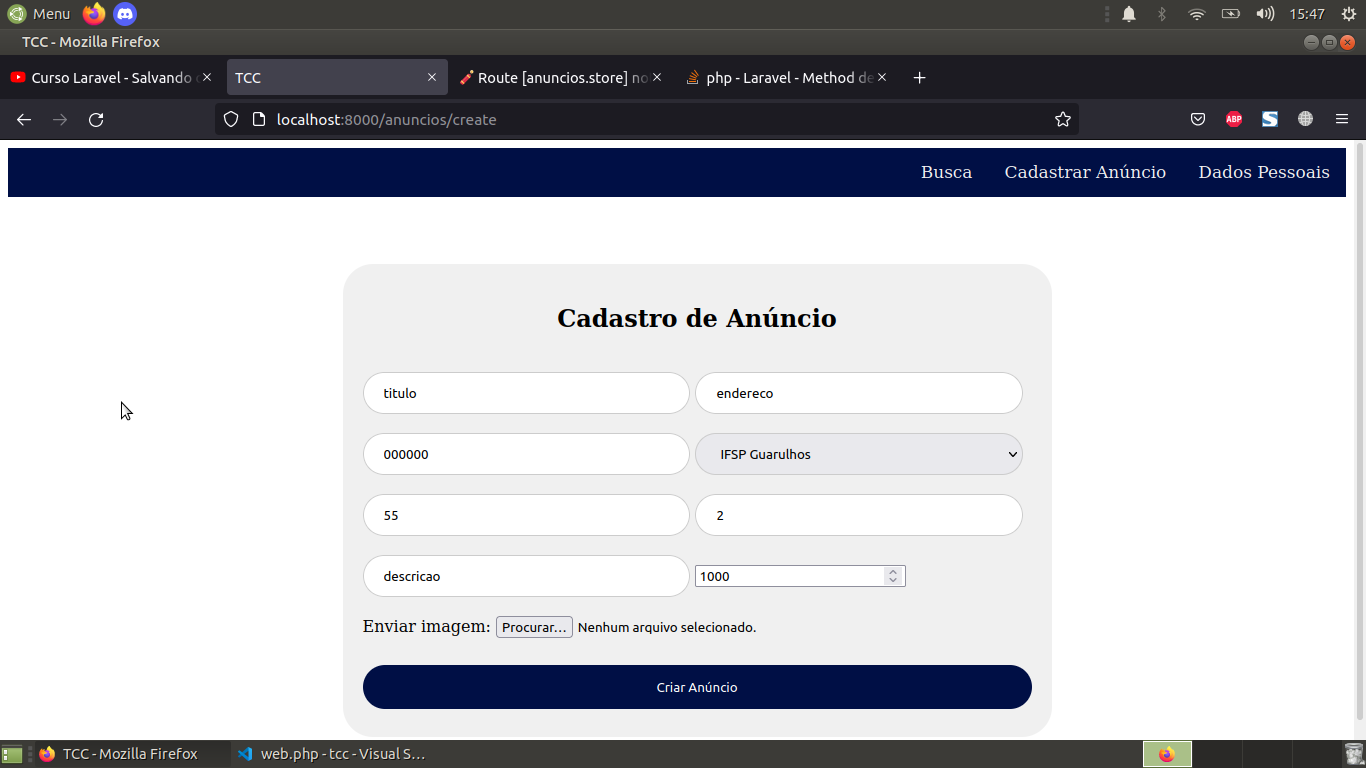 Menu 15:47
TCC - Mozilla Firefox
Curso Laravel - Salvando TCC Route [anuncios.store] no php - Laravel - Method de
localhost:8000/anuncios/create ABP S
Busca Cadastrar Anúncio Dados Pessoais
Cadastro de Anúncio
titulo endereco
000000 IFSP Guarulhos
55 2
descricao 1000
Enviar imagem: Procurar... Nenhum arquivo selecionado.
Criar Anúncio
TCC - Mozilla Firefox web.php - tcc - Visual S...